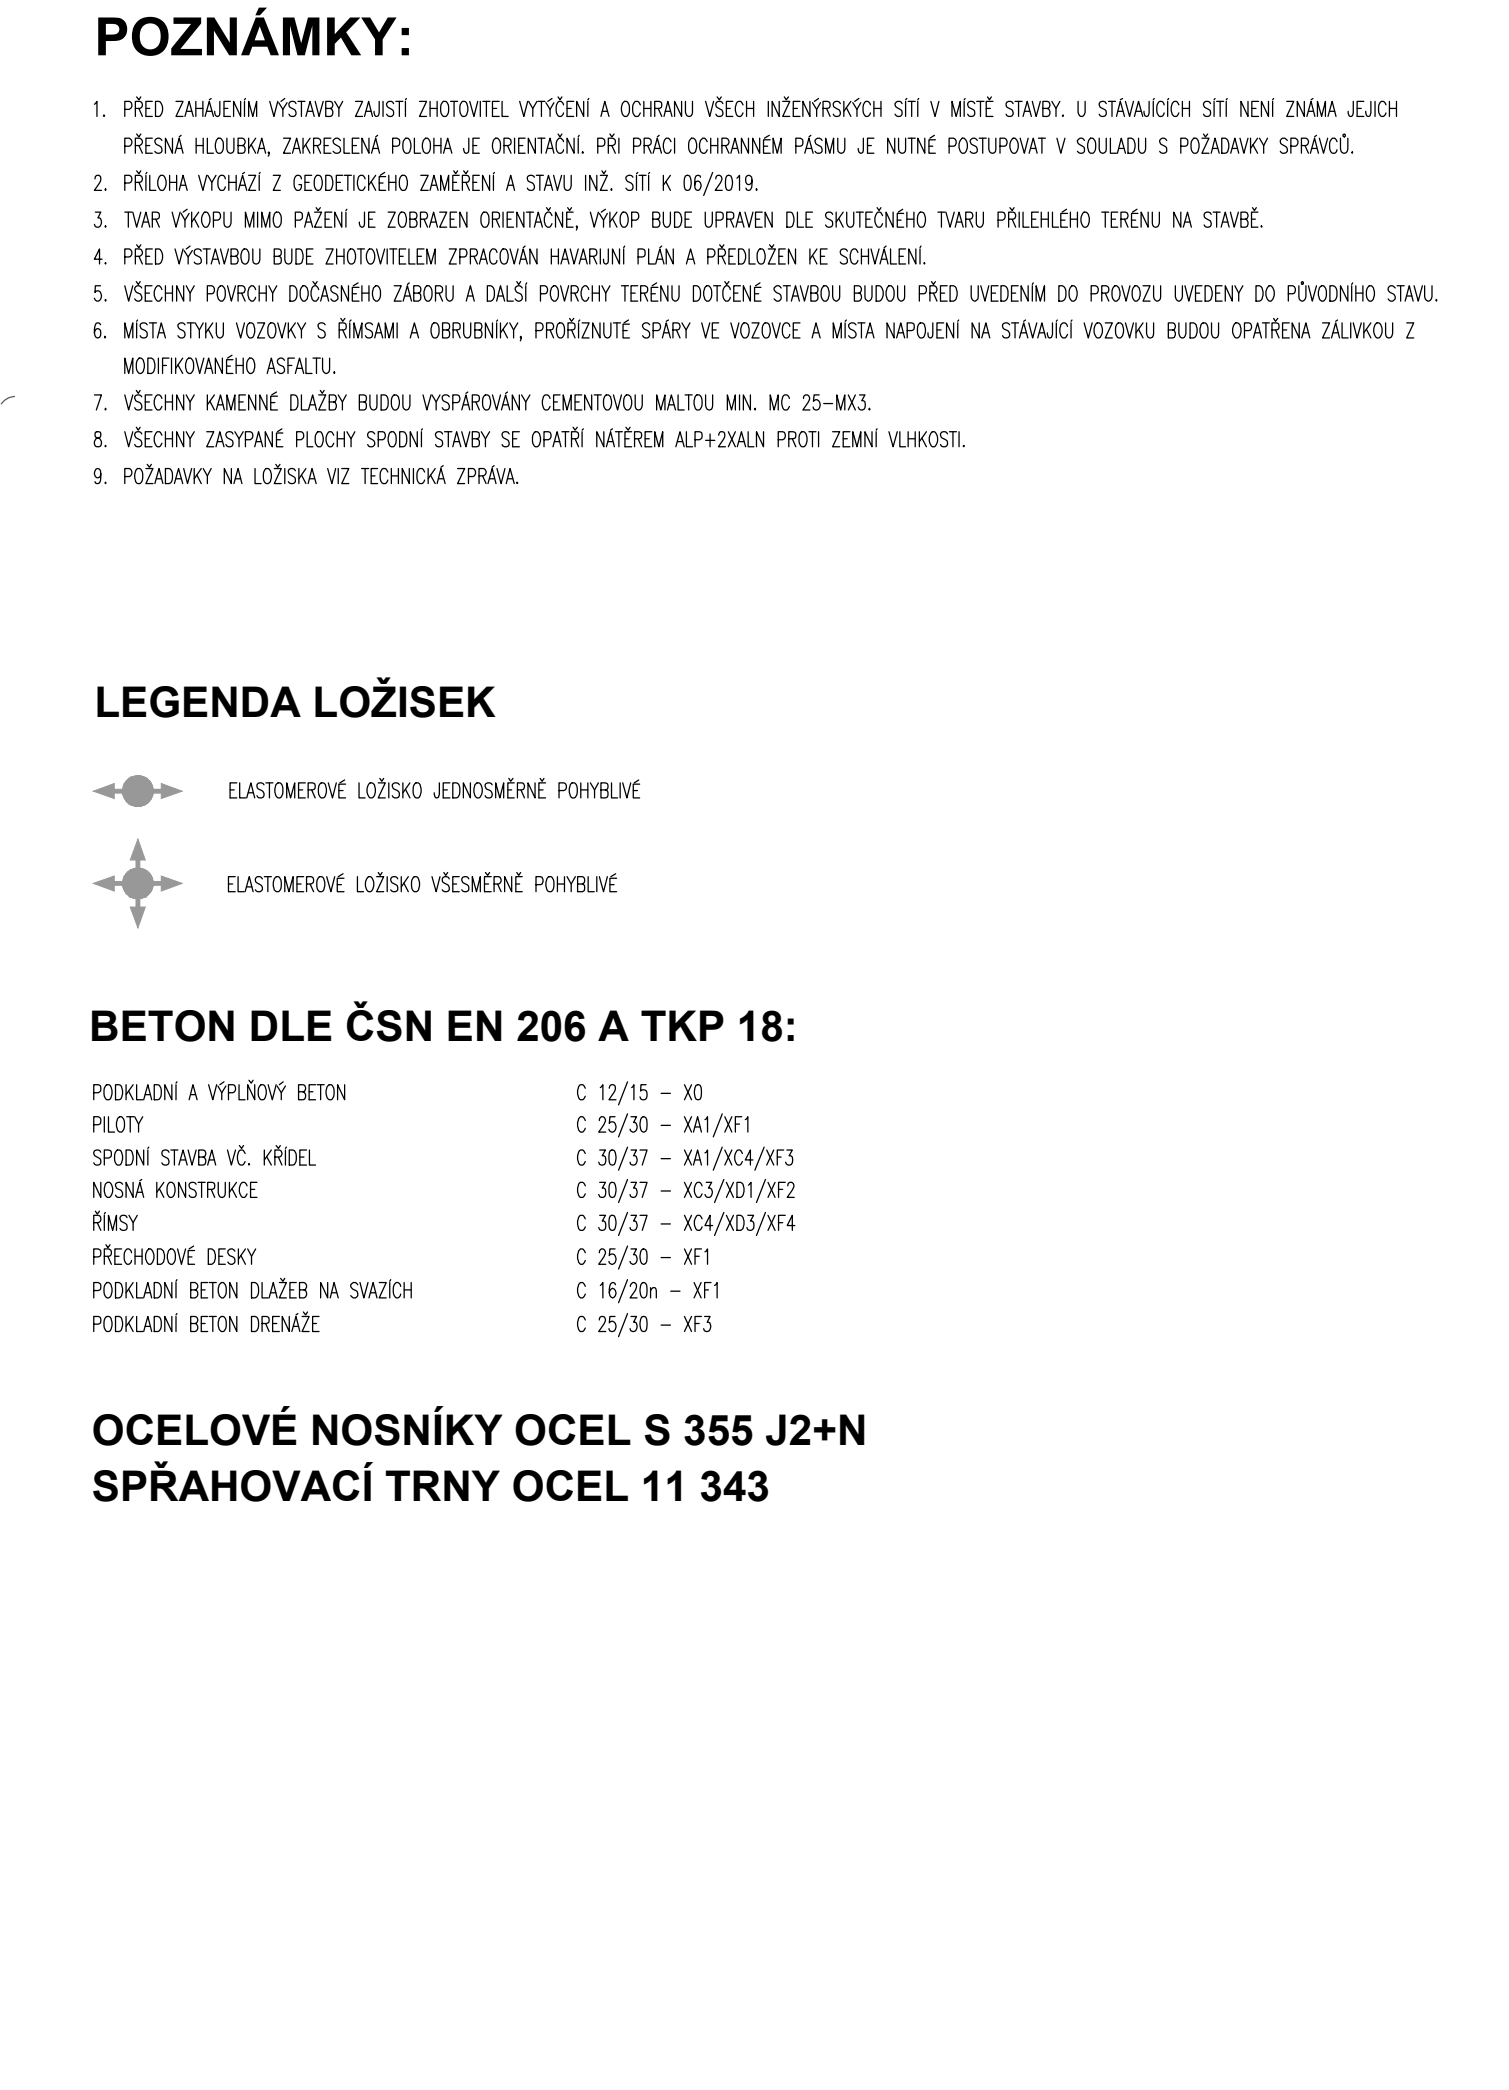 POZNÁMKY:
1. PŘED ZAHÁJENÍM VÝSTAVBY ZAJISTÍ ZHOTOVITEL VYTÝČENÍ A OCHRANU VŠECH INŽENÝRSKÝCH SÍTÍ V MÍSTĚ STAVBY. U STÁVAJÍCÍCH SÍTÍ NENÍ ZNÁMA JEJICH
PŘESNÁ HLOUBKA, ZAKRESLENÁ POLOHA JE ORIENTAČNÍ. PŘI PRÁCI OCHRANNÉM PÁSMU JE NUTNÉ POSTUPOVAT V SOULADU S POŽADAVKY SPRÁVCŮ.
2. PŘÍLOHA VYCHÁZÍ Z GEODETICKÉHO ZAMĚŘENÍ A STAVU INŽ. SÍTÍ K 06/2019.
3. TVAR VÝKOPU MIMO PAŽENÍ JE ZOBRAZEN ORIENTAČNĚ, VÝKOP BUDE UPRAVEN DLE SKUTEČNÉHO TVARU PŘILEHLÉHO TERÉNU NA STAVBĚ.
4. PŘED VÝSTAVBOU BUDE ZHOTOVITELEM ZPRACOVÁN HAVARIJNÍ PLÁN A PŘEDLOŽEN KE SCHVÁLENÍ.
5. VŠECHNY POVRCHY DOČASNÉHO ZÁBORU A DALŠÍ POVRCHY TERÉNU DOTČENÉ STAVBOU BUDOU PŘED UVEDENÍM DO PROVOZU UVEDENY DO PŮVODNÍHO STAVU.
6. MÍSTA STYKU VOZOVKY S ŘÍMSAMI A OBRUBNÍKY, PROŘÍZNUTÉ SPÁRY VE VOZOVCE A MÍSTA NAPOJENÍ NA STÁVAJÍCÍ VOZOVKU BUDOU OPATŘENA ZÁLIVKOU Z
MODIFIKOVANÉHO ASFALTU.
7. VŠECHNY KAMENNÉ DLAŽBY BUDOU VYSPÁROVÁNY CEMENTOVOU MALTOU MIN. MC 25-MX3.
8. VŠECHNY ZASYPANÉ PLOCHY SPODNÍ STAVBY SE OPATŘÍ NÁTĚREM ALP+2XALN PROTI ZEMNÍ VLHKOSTI.
9. POŽADAVKY NA LOŽISKA VIZ TECHNICKÁ ZPRÁVA.
LEGENDA LOŽISEK
ELASTOMEROVÉ LOŽISKO JEDNOSMĚRNĚ POHYBLIVÉ
ELASTOMEROVÉ LOŽISKO VŠESMĚRNĚ POHYBLIVÉ
BETON DLE ČSN EN 206 A TKP 18:
PODKLADNÍ A VÝPLŇOVÝ BETON C 12/15 - X0
PILOTY C 25/30 - XA1/XF1
SPODNÍ STAVBA VČ. KŘÍDEL C 30/37 - XA1/XC4/XF3
NOSNÁ KONSTRUKCE C 30/37 - XC3/XD1/XF2
ŘÍMSY C 30/37 - XC4/XD3/XF4
PŘECHODOVÉ DESKY C 25/30 - XF1
PODKLADNÍ BETON DLAŽEB NA SVAZÍCH C 16/20n - XF1
PODKLADNÍ BETON DRENÁŽE C 25/30 - XF3
OCELOVÉ NOSNÍKY OCEL S 355 J2+N
SPŘAHOVACÍ TRNY OCEL 11 343